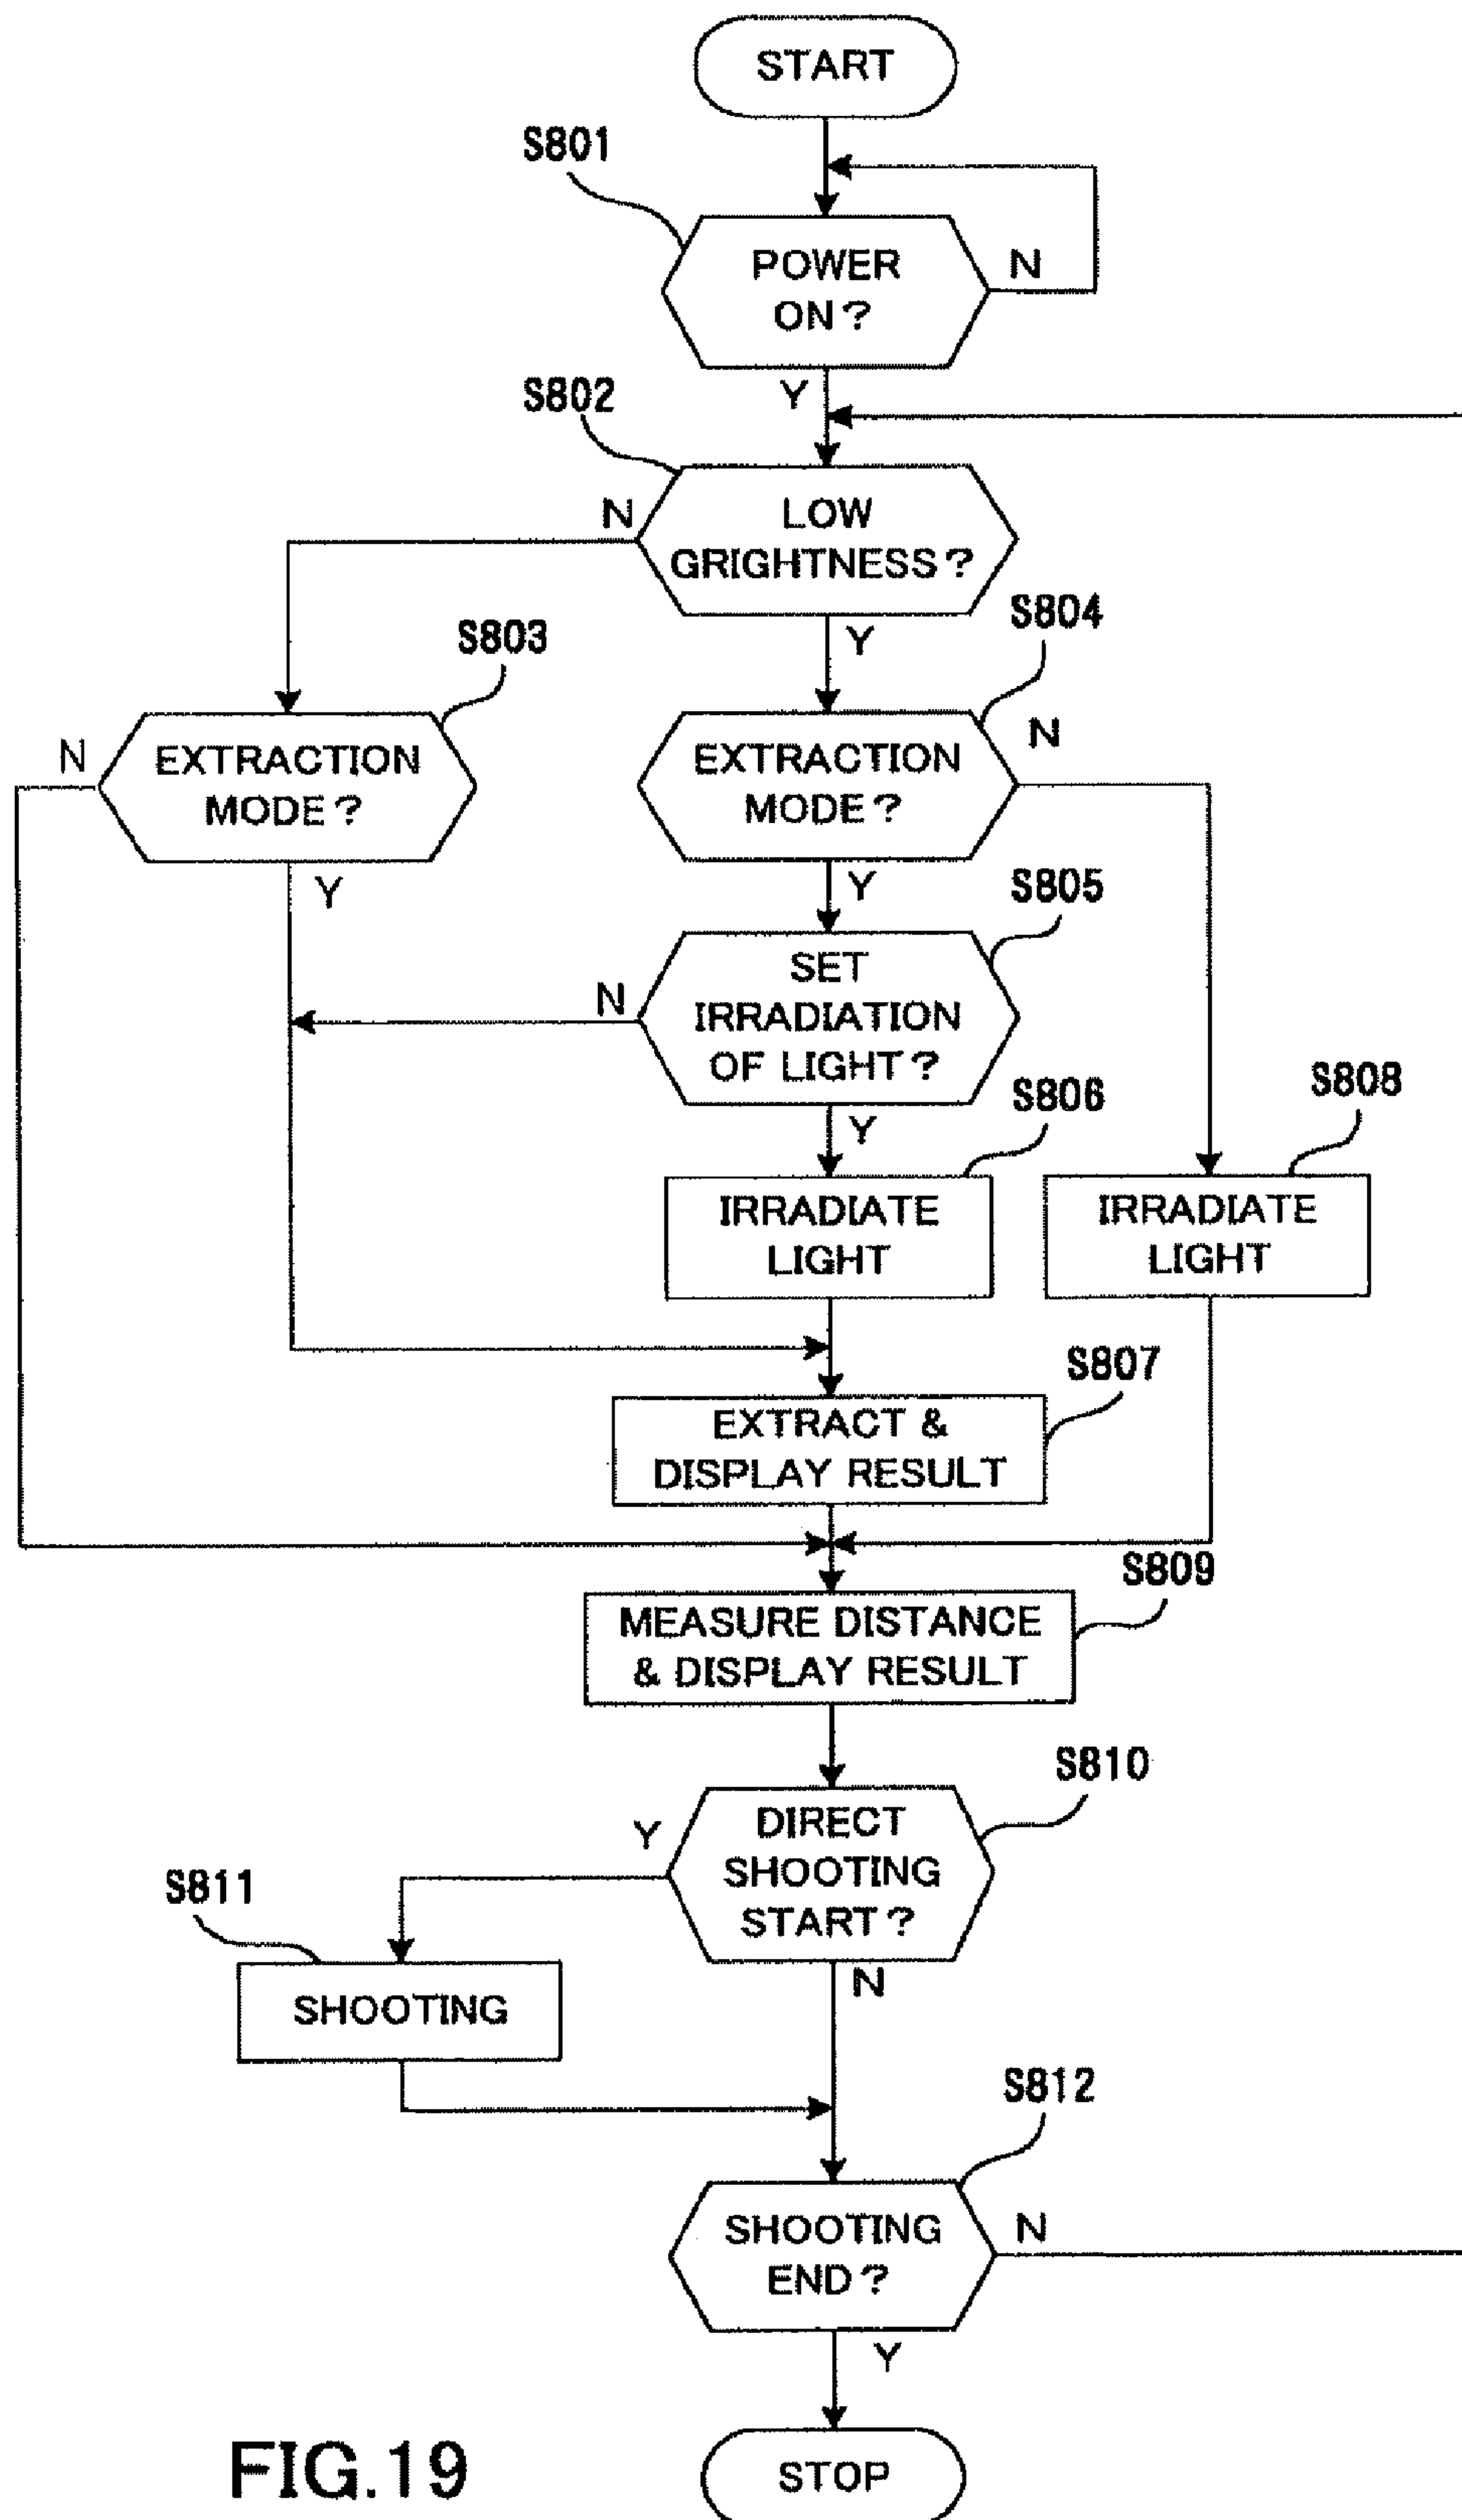 START
S801
POWER
ON?
N
Y
S802
N
LOW
GRIGHTNESS?
Y
S804
S803
N
EXTRACTION
MODE?
Y
EXTRACTION
MODE?
N
Y
S805
SET
IRRADIATION
OF LIGHT?
N
Y
S806
S808
IRRADIATE
LIGHT
IRRADIATE
LIGHT
S807
EXTRACT &
DISPLAY RESULT
S809
MEASURE DISTANCE
& DISPLAY RESULT
S810
Y
DIRECT
SHOOTING
START?
N
S811
SHOOTING
S812
SHOOTING
END?
N
Y
STOP
FIG.19